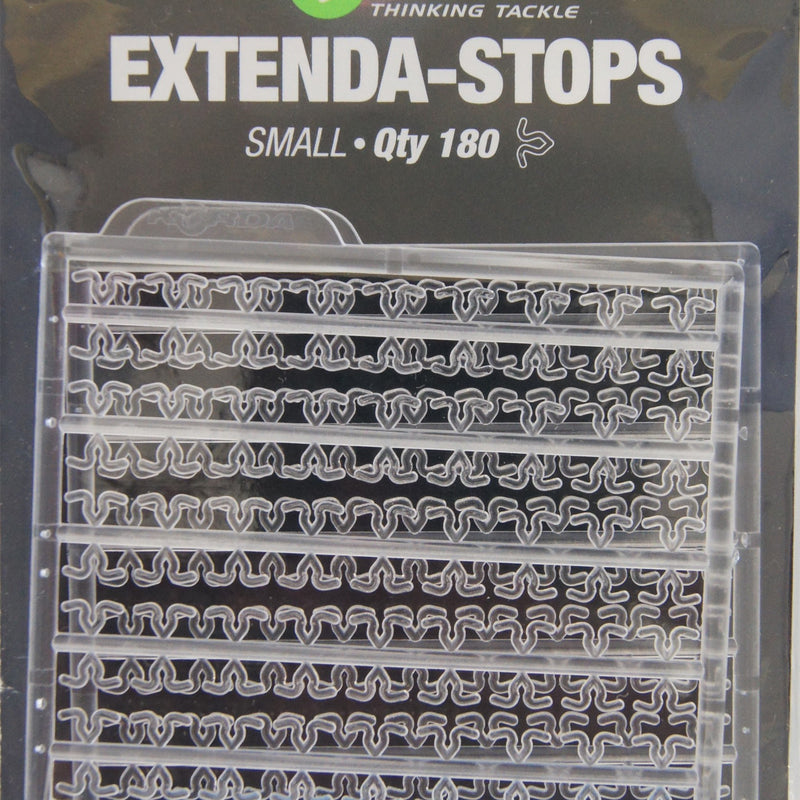 THINKING TACKLE
EXTENDA-STOPS
SMALL • Qty 180
KORDA